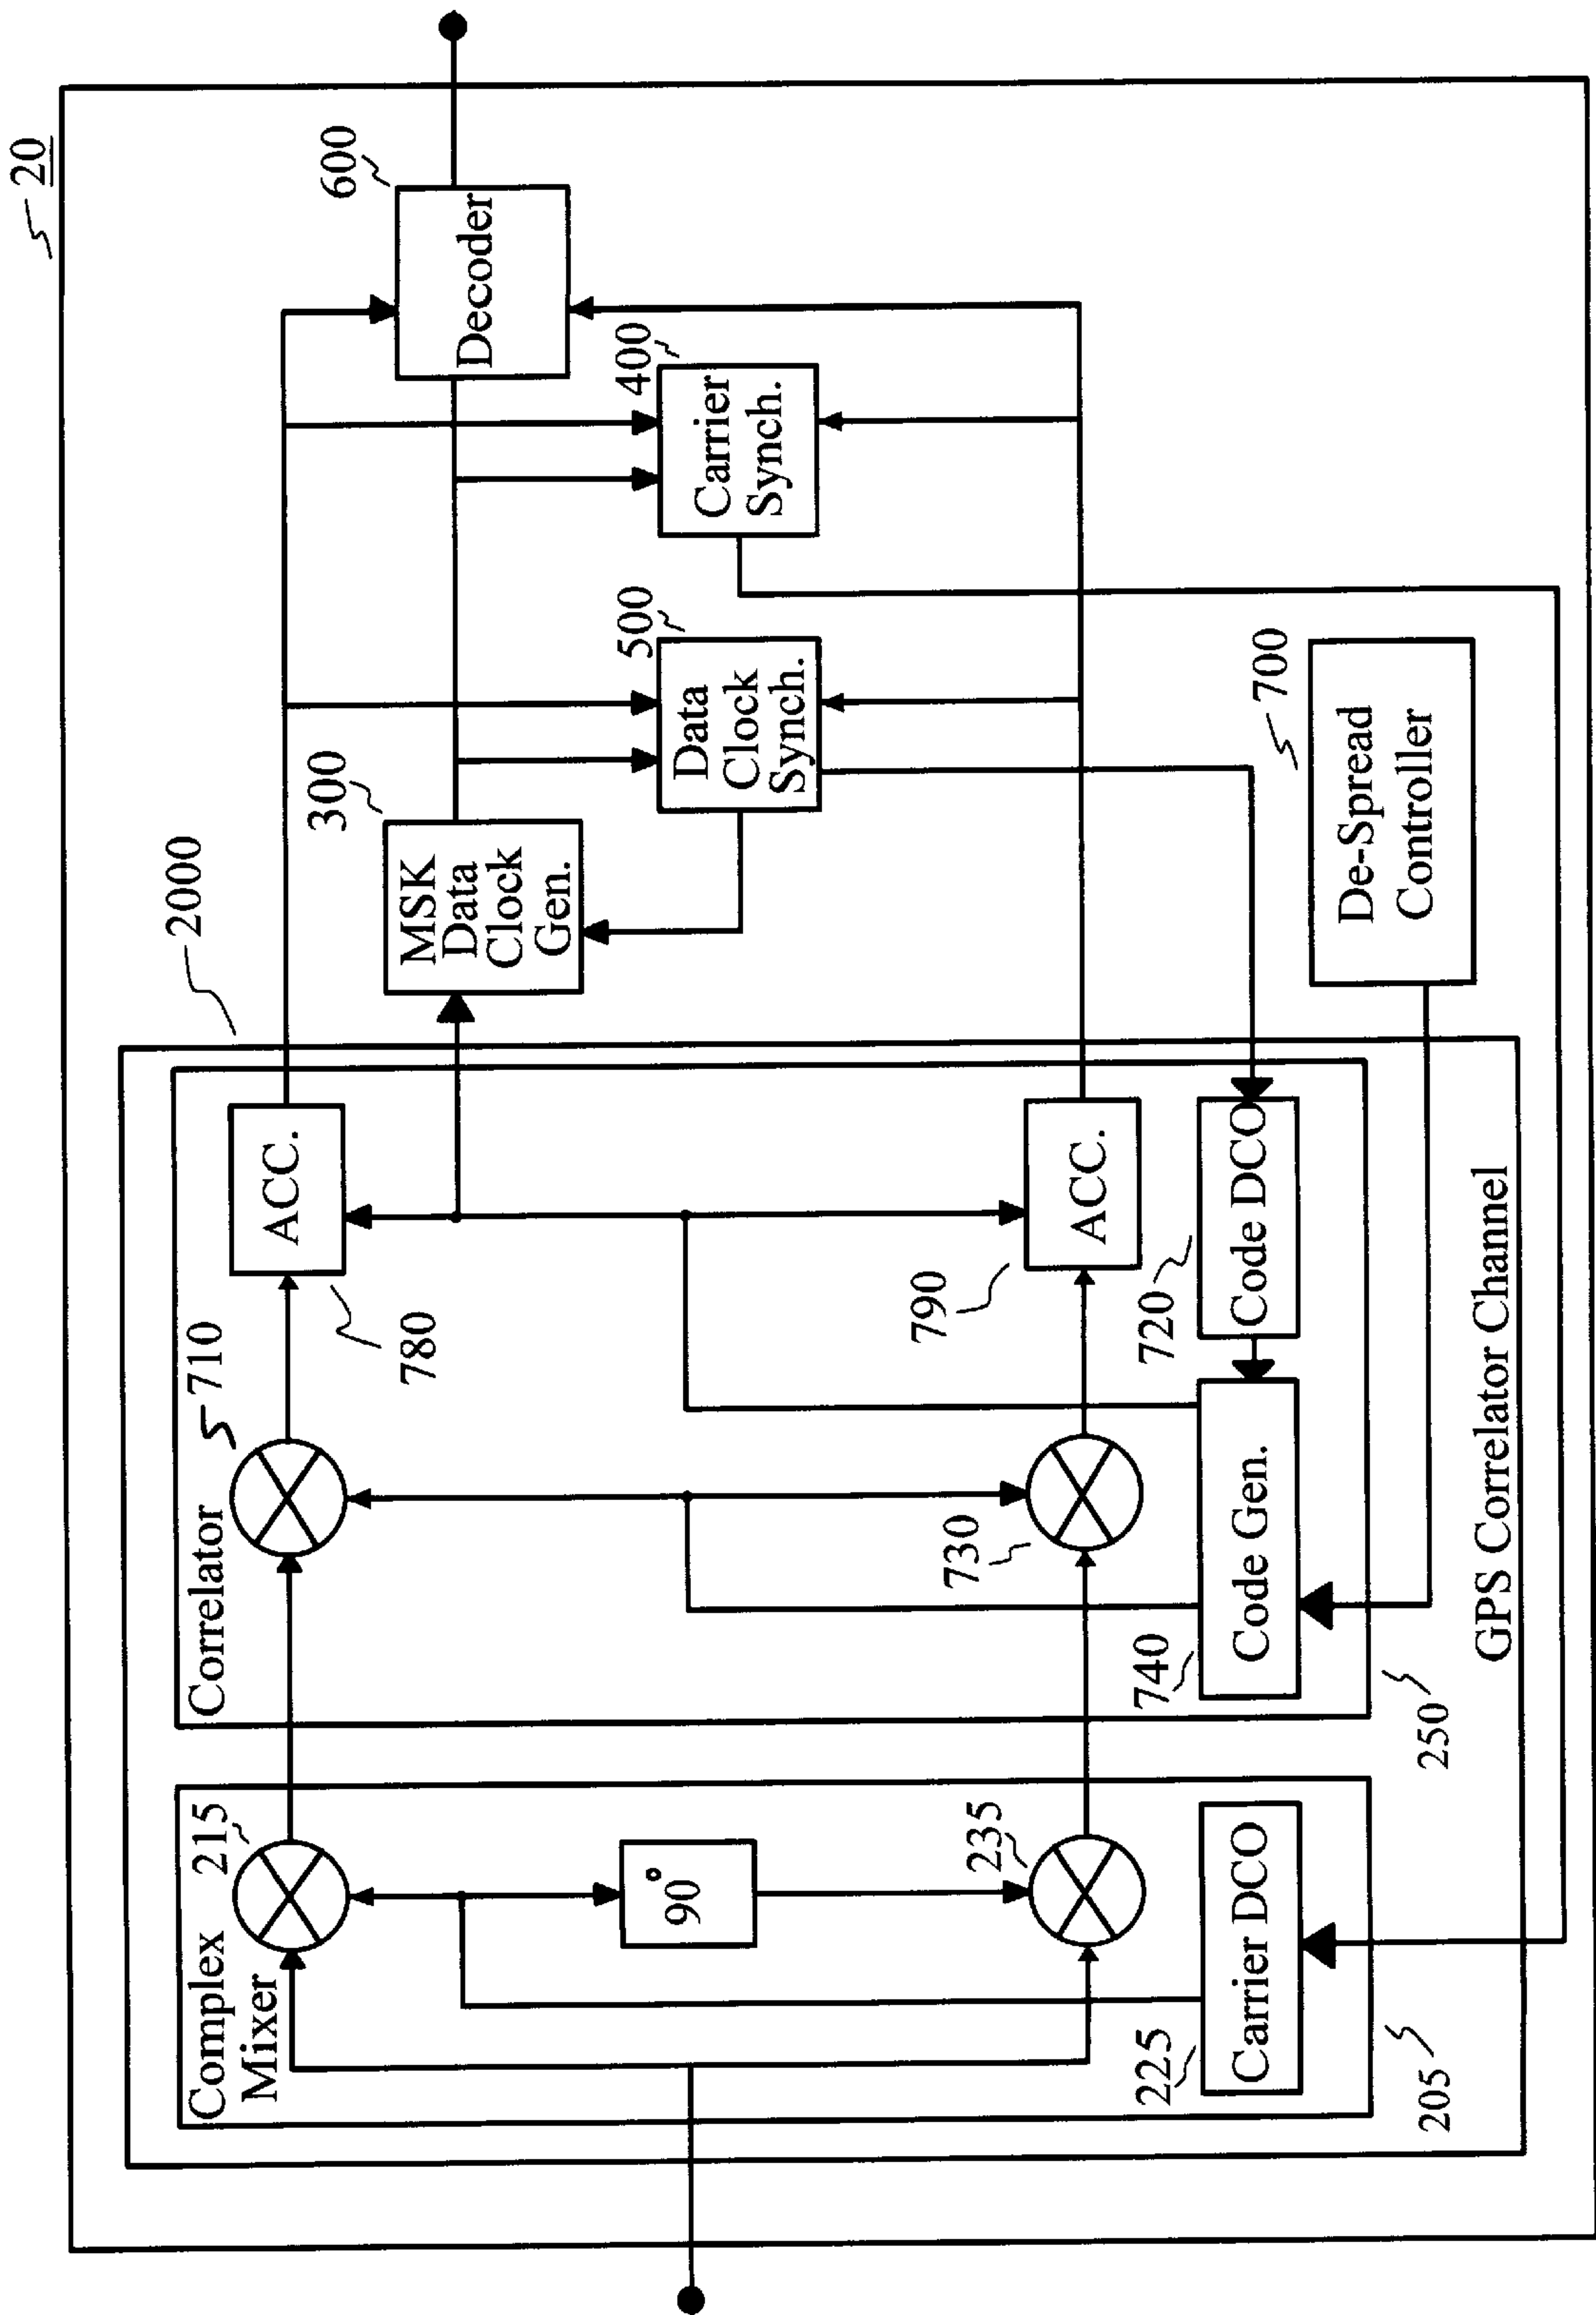 20
2000
Complex
Mixer
215
90°
235
225
Carrier DCO
205
Correlator
710
780
ACC.
730
790
ACC.
740
Code Gen.
720
Code DCO
250
GPS Correlator Channel
300
MSK
Data
Clock
Gen.
500
Data
Clock
Synch.
400
Carrier
Synch.
600
Decoder
700
De-Spread
Controller